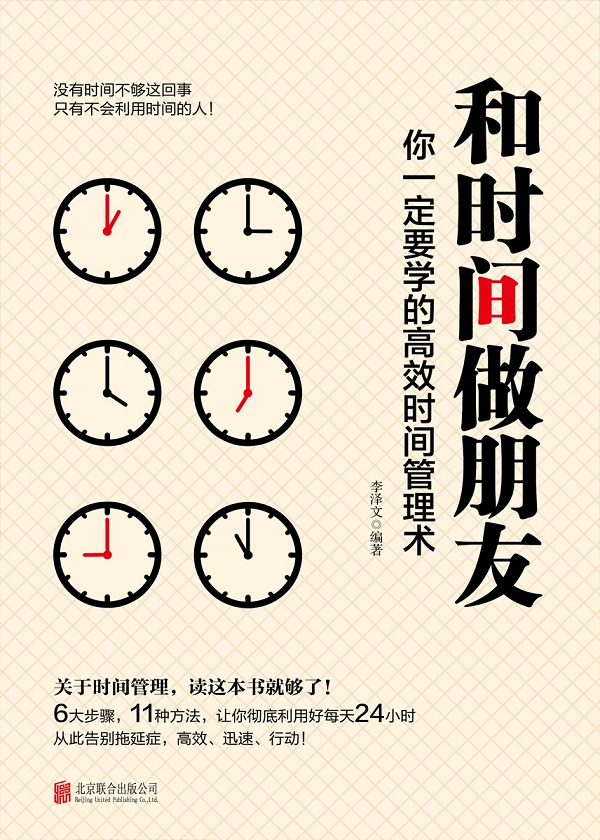 没有时间不够这回事
只有不会利用时间的人！
和时间做朋友
你一定要学的高效时间管理术
李泽文◎编著
关于时间管理，读这本书就够了！
6大步骤，11种方法，让你彻底利用好每天24小时
从此告别拖延症，高效、迅速、行动！
北京联合出版公司
Beijing United Publishing Co.,Ltd.